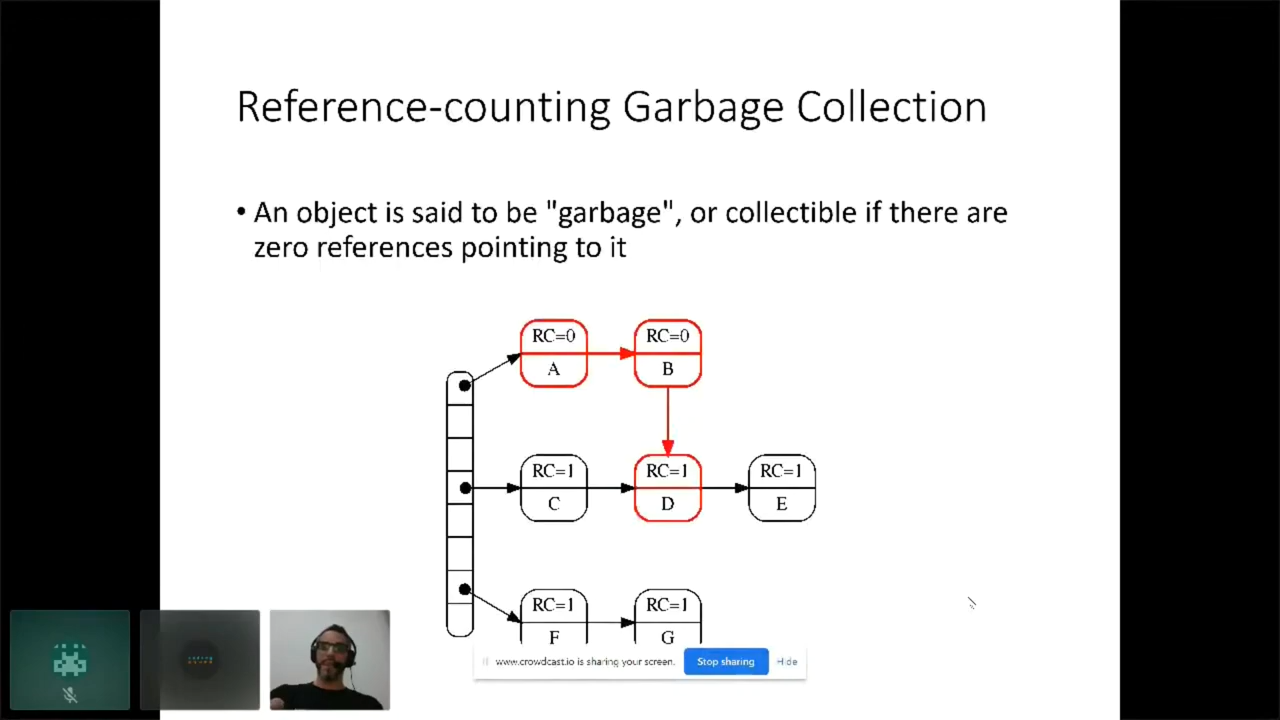 Reference-counting Garbage Collection
• An object is said to be "garbage", or collectible if there are
zero references pointing to it
RC=0 RC=0
A B
RC=1 RC=1 RC=1
C D E
RC=1 RC=1
F G
www.crowdcast.io is sharing your screen. Stop sharing Hide